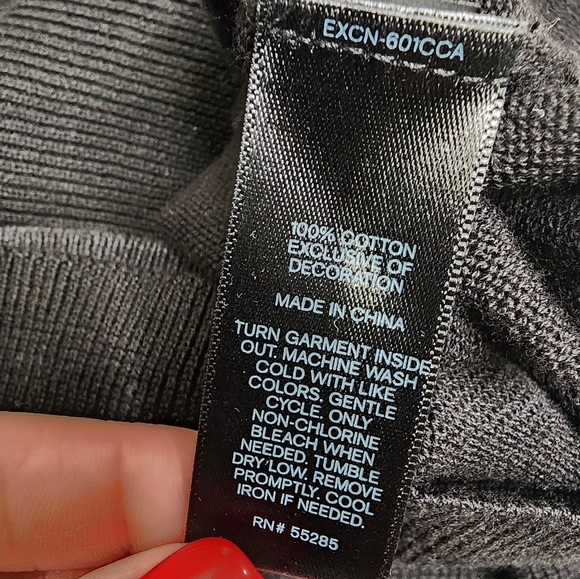 EXCN-601CCA
100% COTTON
EXCLUSIVE OF
DECORATION
MADE IN CHINA
TURN GARMENT INSIDE
OUT. MACHINE WASH
COLD WITH LIKE
COLORS. GENTLE
CYCLE. ONLY
NON-CHLORINE
BLEACH WHEN
NEEDED. TUMBLE
DRY LOW. REMOVE
PROMPTLY. COOL
IRON IF NEEDED.
RN# 55285